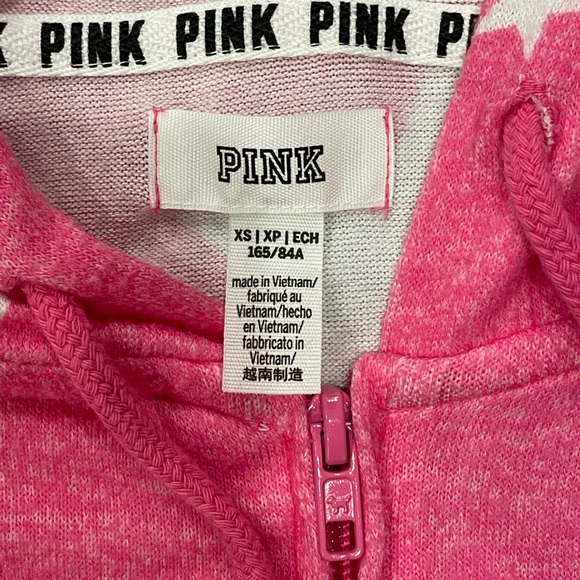 PINK PINK PINK PINK
PINK
XS | XP | ECH
165/84A
made in Vietnam/
fabriqué au
Vietnam/hecho
en Vietnam/
fabbricato in
Vietnam/
越南制造